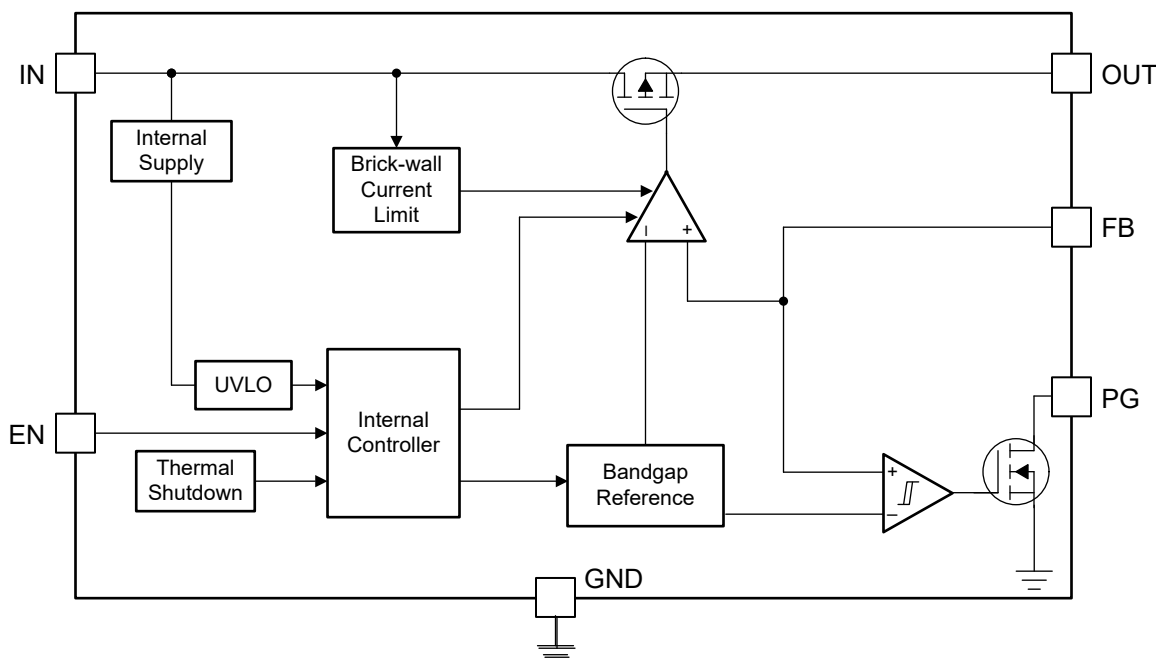 IN
OUT
Internal
Supply
Brick-wall
Current
Limit
– +
FB
UVLO
Internal
Controller
PG
EN
Thermal
Shutdown
Bandgap
Reference
+
–
GND